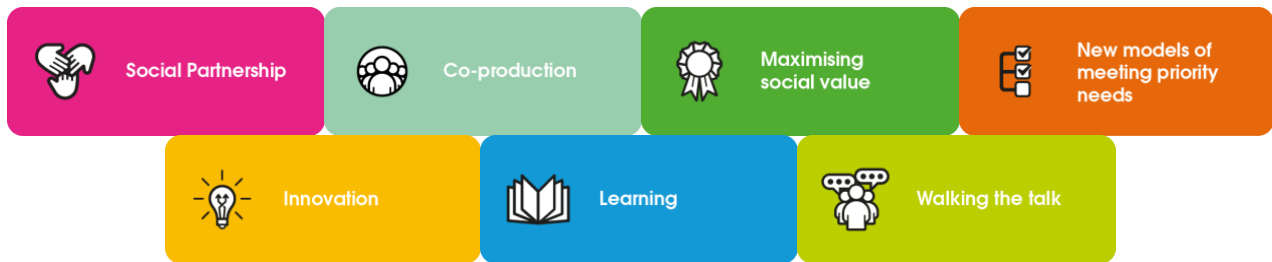 Social Partnership
Co-production
Maximising
social value
New models of
meeting priority
needs
Innovation
Learning
Walking the talk